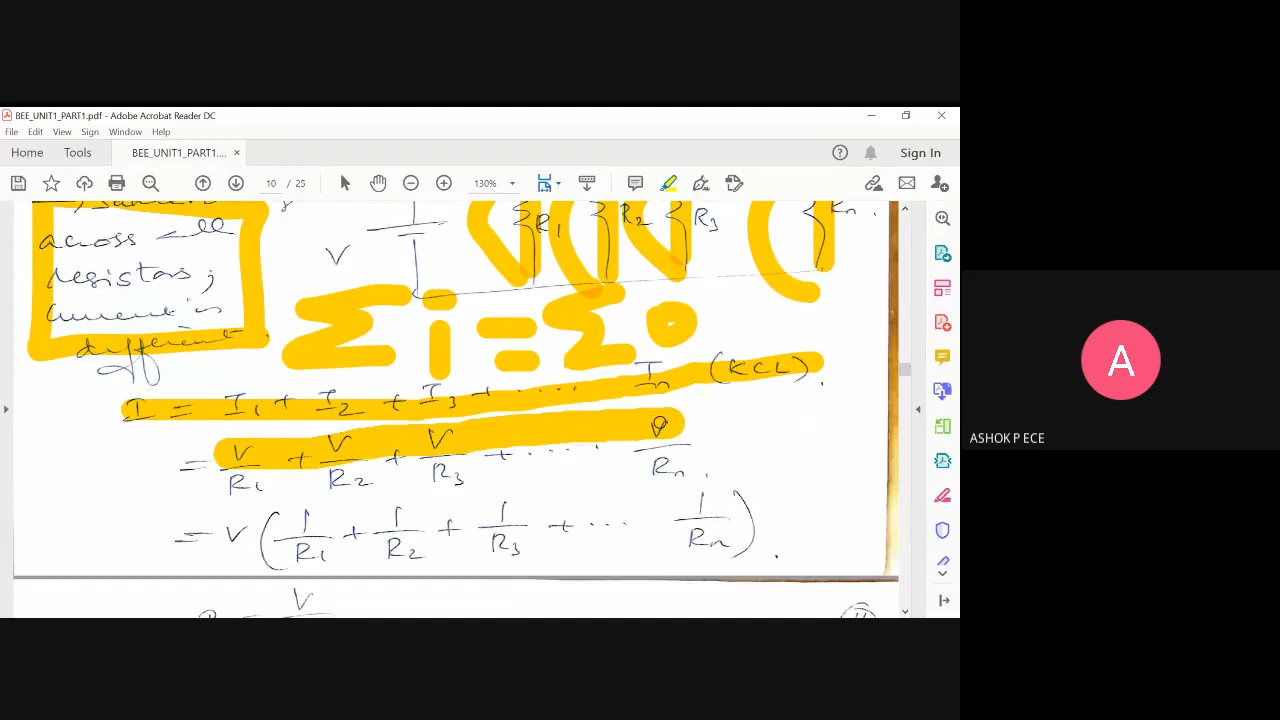 BEE_UNIT1_PART1.pdf - Adobe Acrobat Reader DC
File Edit View Window Help
Home Tools BEE_UNIT1_PART1.... × Sign In
10 / 25 130%
across all
resistors;
current is
different.
V R1 R2 R3 Rn.
Σi=Σ0
I = I1 + I2 + I3 + .... In (KCL).
= V/R1 + V/R2 + V/R3 + .... V/Rn.
= V (1/R1 + 1/R2 + 1/R3 + ... 1/Rn).
V
A
ASHOK P ECE